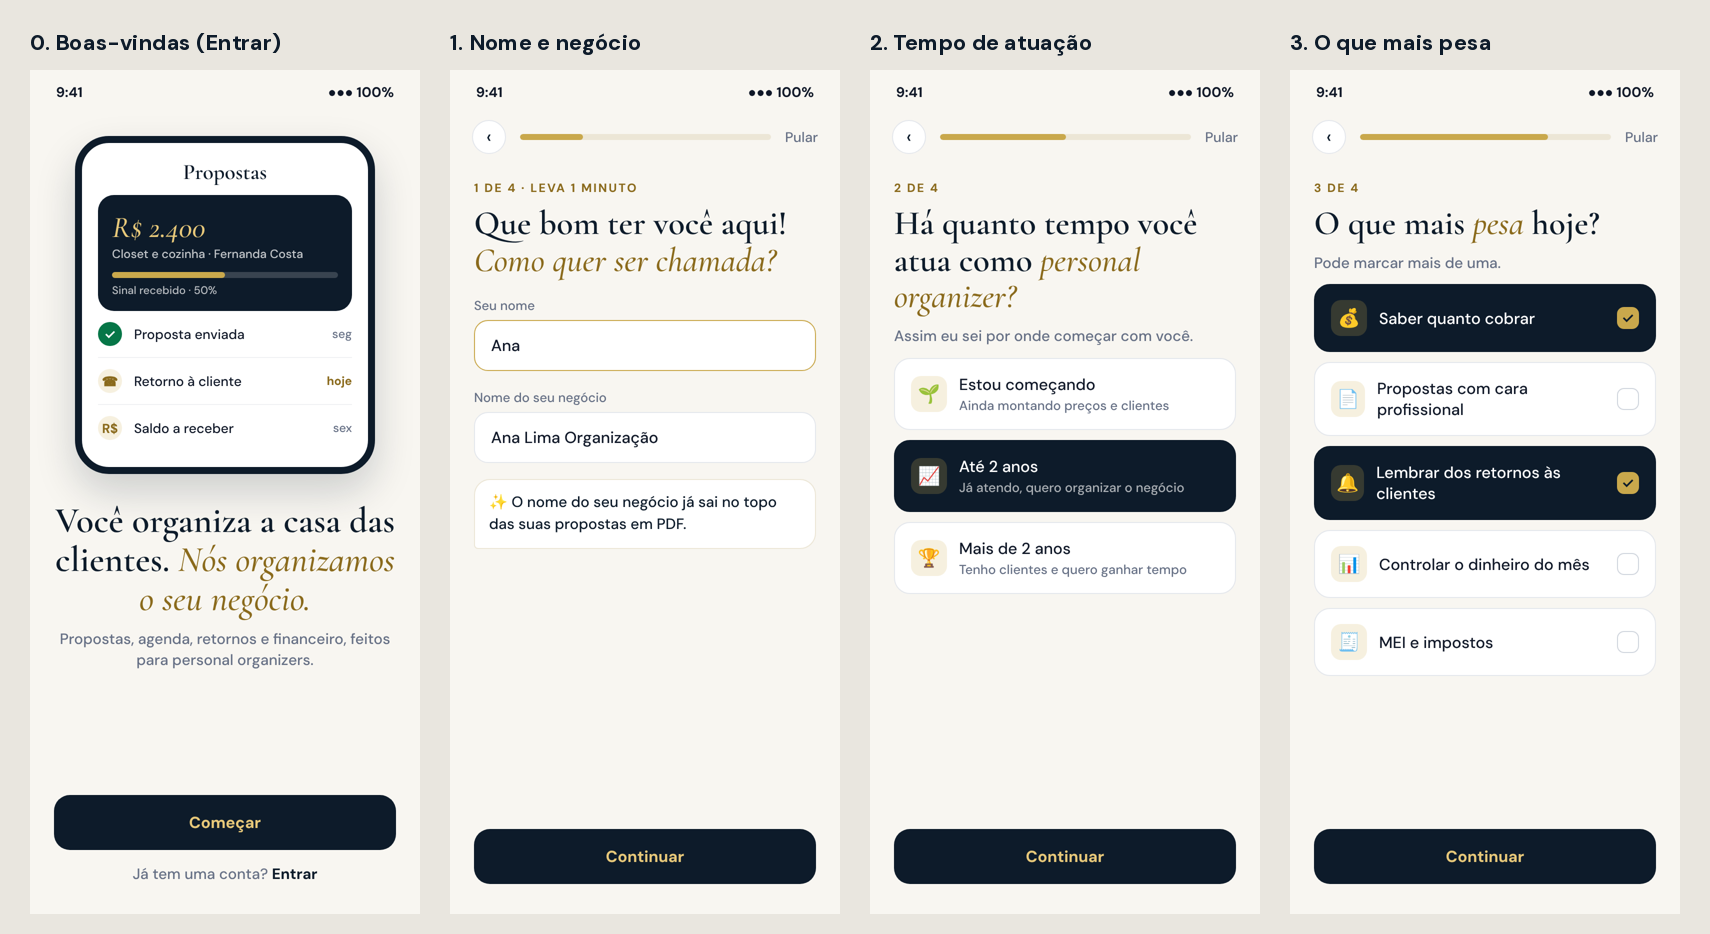 0. Boas-vindas (Entrar)
9:41
●●● 100%
Propostas
R$ 2.400
Closet e cozinha · Fernanda Costa
Sinal recebido · 50%
Proposta enviada
seg
Retorno à cliente
hoje
R$
Saldo a receber
sex
Você organiza a casa das
clientes. Nós organizamos
o seu negócio.
Propostas, agenda, retornos e financeiro, feitos
para personal organizers.
Começar
Já tem uma conta? Entrar
1. Nome e negócio
9:41
●●● 100%
‹
Pular
1 DE 4 · LEVA 1 MINUTO
Que bom ter você aqui!
Como quer ser chamada?
Seu nome
Ana
Nome do seu negócio
Ana Lima Organização
✨ O nome do seu negócio já sai no topo
das suas propostas em PDF.
Continuar
2. Tempo de atuação
9:41
●●● 100%
‹
Pular
2 DE 4
Há quanto tempo você
atua como personal
organizer?
Assim eu sei por onde começar com você.
Estou começando
Ainda montando preços e clientes
Até 2 anos
Já atendo, quero organizar o negócio
Mais de 2 anos
Tenho clientes e quero ganhar tempo
Continuar
3. O que mais pesa
9:41
●●● 100%
‹
Pular
3 DE 4
O que mais pesa hoje?
Pode marcar mais de uma.
Saber quanto cobrar
Propostas com cara
profissional
Lembrar dos retornos às
clientes
Controlar o dinheiro do mês
MEI e impostos
Continuar